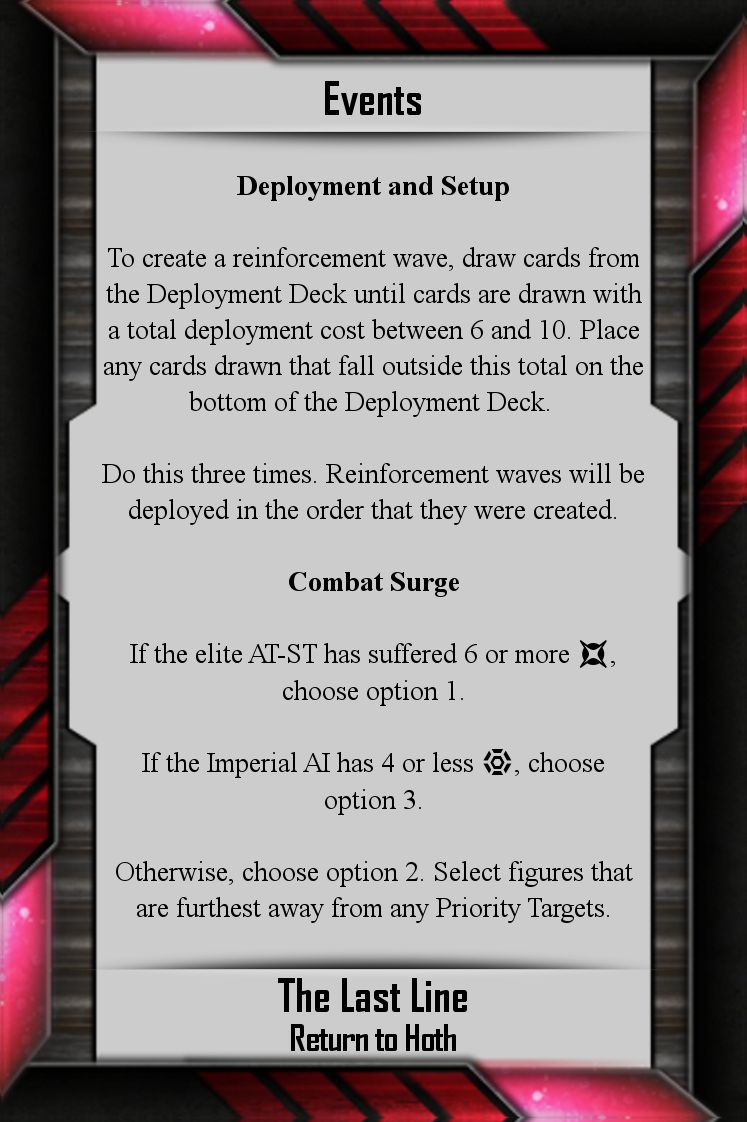 Events
Deployment and Setup
To create a reinforcement wave, draw cards from
the Deployment Deck until cards are drawn with
a total deployment cost between 6 and 10. Place
any cards drawn that fall outside this total on the
bottom of the Deployment Deck.
Do this three times. Reinforcement waves will be
deployed in the order that they were created.
Combat Surge
If the elite AT-ST has suffered 6 or more ,
choose option 1.
If the Imperial AI has 4 or less , choose
option 3.
Otherwise, choose option 2. Select figures that
are furthest away from any Priority Targets.
The Last Line
Return to Hoth